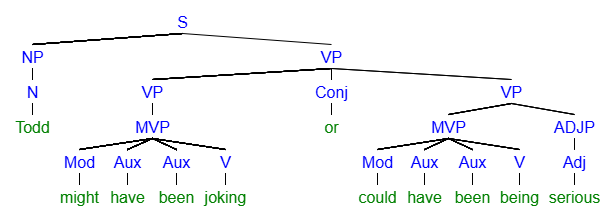 S
NP VP
N VP Conj VP
Todd MVP or MVP ADJP
Mod Aux Aux V Mod Aux Aux V Adj
might have been joking could have been being serious